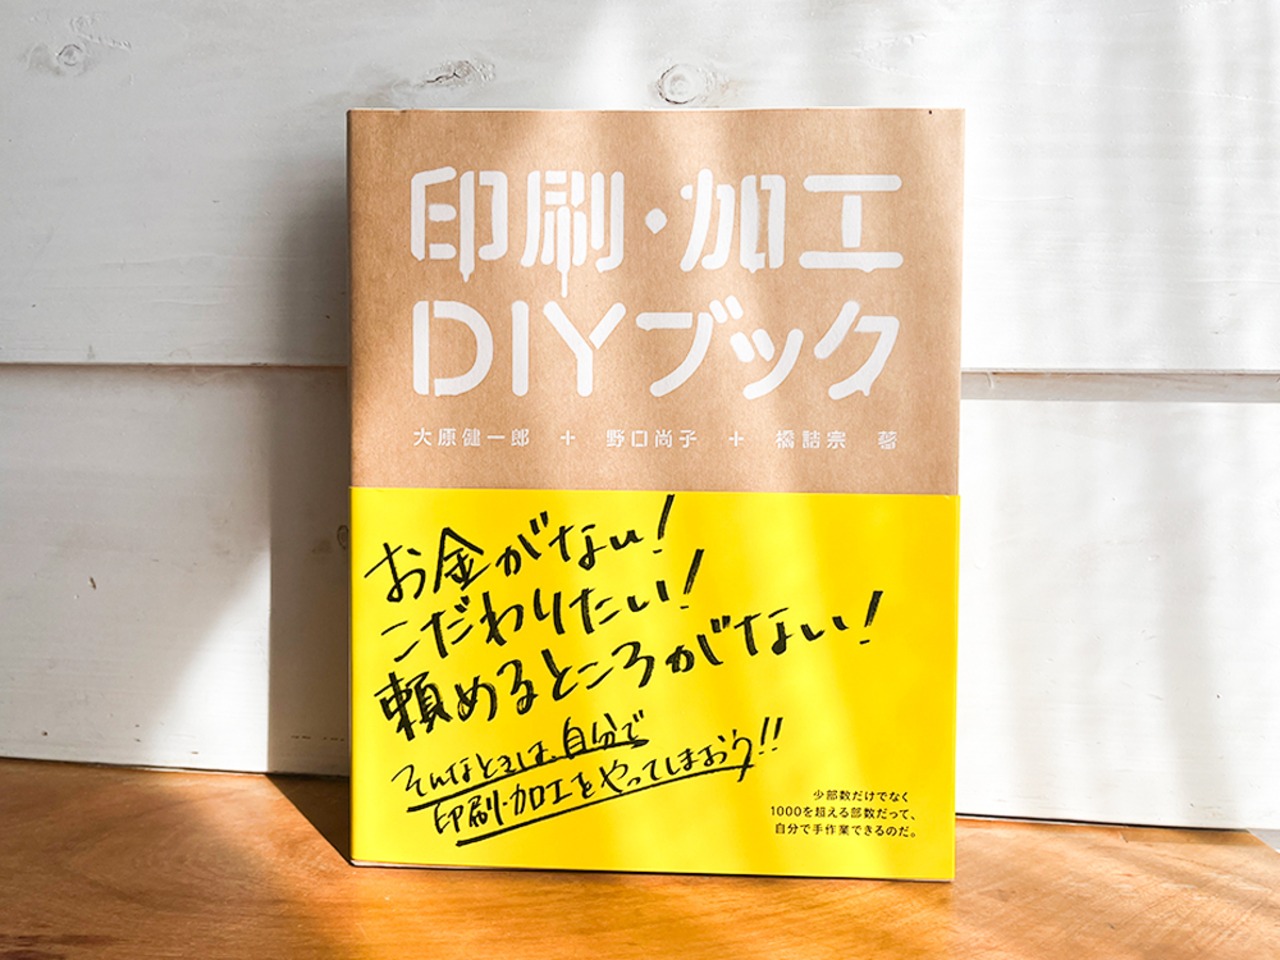 印刷・加工
DIYブック
大原健一郎 + 野口尚子 + 橋詰宗 著
お金がない!
こだわりたい!
頼めるところがない!
そんなときは、自分で
印刷・加工をやってしまおう!!
少部数だけでなく
1000を超える部数だって、
自分で手作業できるのだ。